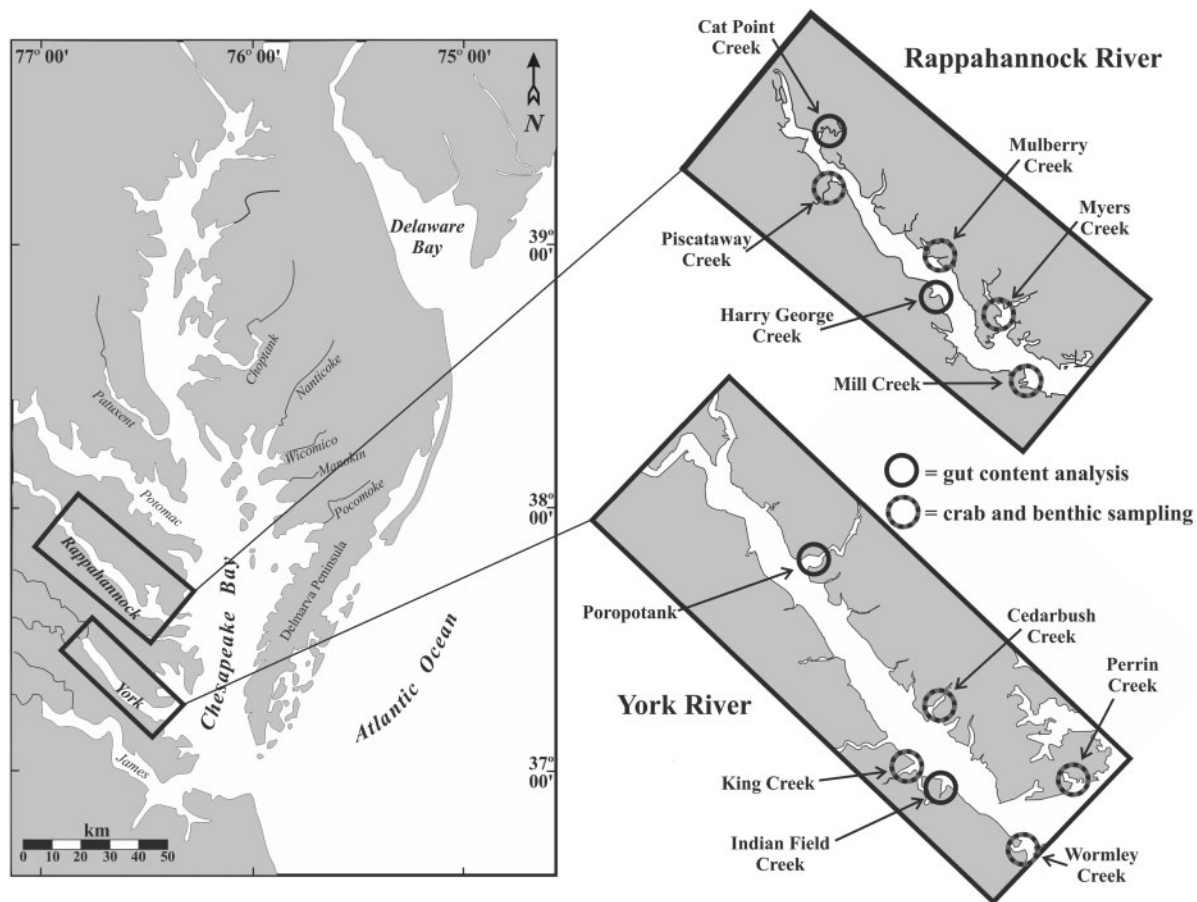 77° 00'
76° 00'
75° 00'
N
Delaware
Bay
39°
00'
Choptank
Nanticoke
Patuxent
Wicomico
Manokin
Pocomoke
38°
00'
Potomac
Rappahannock
Delmarva Peninsula
Chesapeake Bay
Atlantic Ocean
York
37°
00'
James
km
0 10 20 30 40 50
Cat Point
Creek
Rappahannock River
Mulberry
Creek
Myers
Creek
Piscataway
Creek
Harry George
Creek
Mill Creek
= gut content analysis
= crab and benthic sampling
Poropotank
Cedarbush
Creek
Perrin
Creek
York River
King Creek
Indian Field
Creek
Wormley
Creek